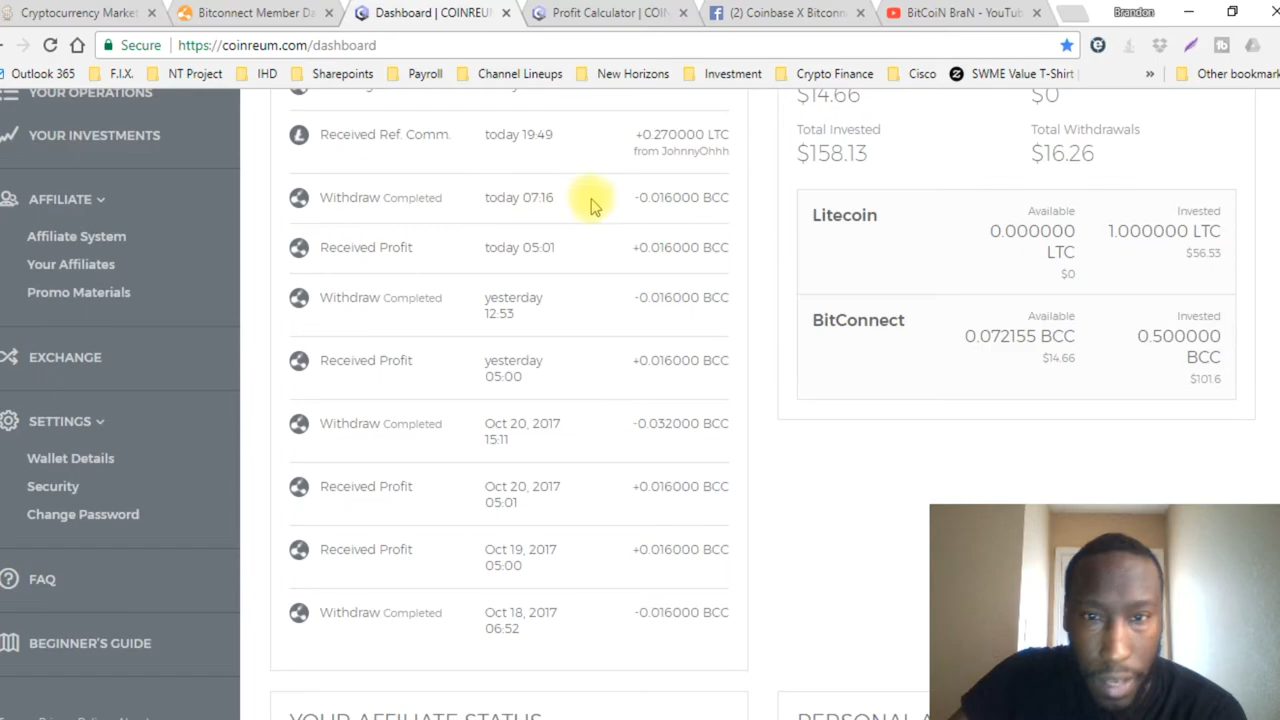 Cryptocurrency Market
Bitconnect Member Da
Dashboard | COINREU
Profit Calculator | COIN
(2) Coinbase X Bitconn
BitCoiN BraN - YouTu
Brandon
Secure
https://coinreum.com/dashboard
Outlook 365
F.I.X.
NT Project
IHD
Sharepoints
Payroll
Channel Lineups
New Horizons
Investment
Crypto Finance
Cisco
SWME Value T-Shirt
»
Other bookmar
YOUR OPERATIONS
YOUR INVESTMENTS
AFFILIATE
Affiliate System
Your Affiliates
Promo Materials
EXCHANGE
SETTINGS
Wallet Details
Security
Change Password
FAQ
BEGINNER'S GUIDE
Received Ref. Comm.
today 19:49
+0.270000 LTC
from JohnnyOhhh
Withdraw Completed
today 07:16
-0.016000 BCC
Received Profit
today 05:01
+0.016000 BCC
Withdraw Completed
yesterday
12:53
-0.016000 BCC
Received Profit
yesterday
05:00
+0.016000 BCC
Withdraw Completed
Oct 20, 2017
15:11
-0.032000 BCC
Received Profit
Oct 20, 2017
05:01
+0.016000 BCC
Received Profit
Oct 19, 2017
05:00
+0.016000 BCC
Withdraw Completed
Oct 18, 2017
06:52
-0.016000 BCC
YOUR AFFILIATE STATUS
$14.66
$0
Total Invested
$158.13
Total Withdrawals
$16.26
Litecoin
Available
0.000000
LTC
$0
Invested
1.000000 LTC
$56.53
BitConnect
Available
0.072155 BCC
$14.66
Invested
0.500000
BCC
$101.6
PERSONAL A